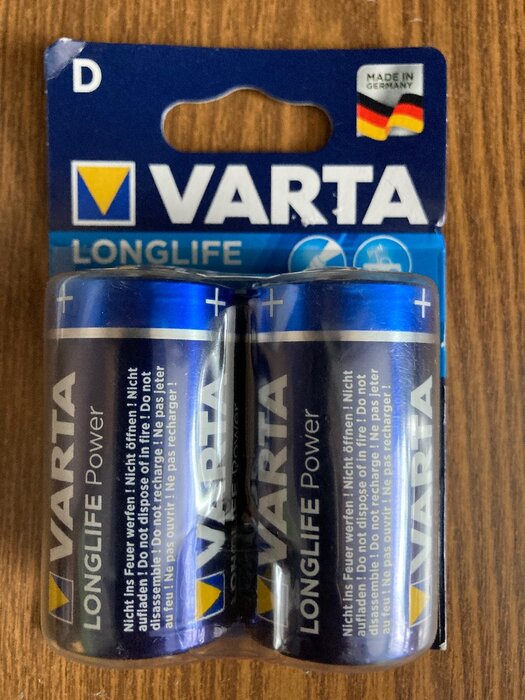 D
MADE IN
GERMANY
VARTA
LONGLIFE
+ +
VARTA
LONGLIFE Power
Nicht ins Feuer werfen ! Nicht öffnen ! Nicht
aufladen ! Do not dispose of in fire ! Do not
disassemble ! Do not recharge ! Ne pas jeter
au feu ! Ne pas ouvrir ! Ne pas recharger !
VARTA
+ +
VARTA
LONGLIFE Power
Nicht ins Feuer werfen ! Nicht öffnen ! Nicht
aufladen ! Do not dispose of in fire ! Do not
disassemble ! Do not recharge ! Ne pas jeter
au feu ! Ne pas ouvrir ! Ne pas recharger !
VARTA